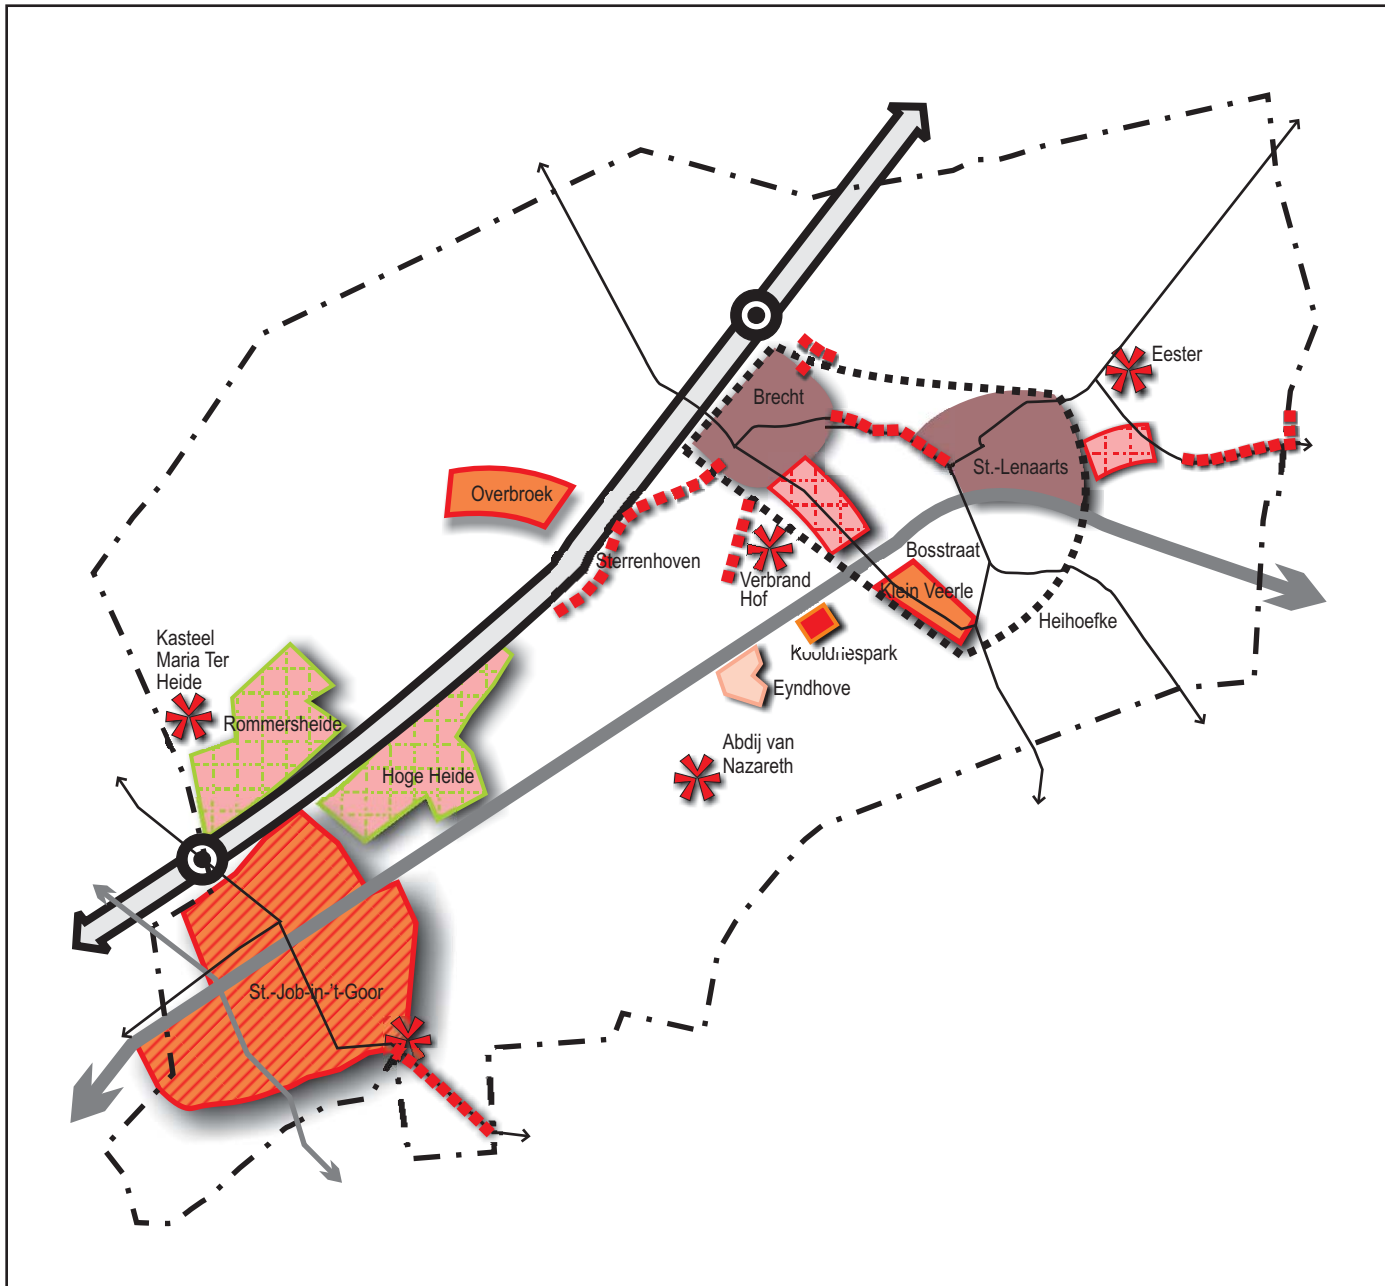 Eester
Brecht
St.-Lenaarts
Overbroek
Bosstraat
Sterrenhoven
Verbrand
Hof
Klein Veerle
Heihoefke
Kasteel
Maria Ter
Heide
Kooldriespark
Eyndhove
Rommersheide
Abdij van
Nazareth
Hoge Heide
St.-Job-in-'t-Goor